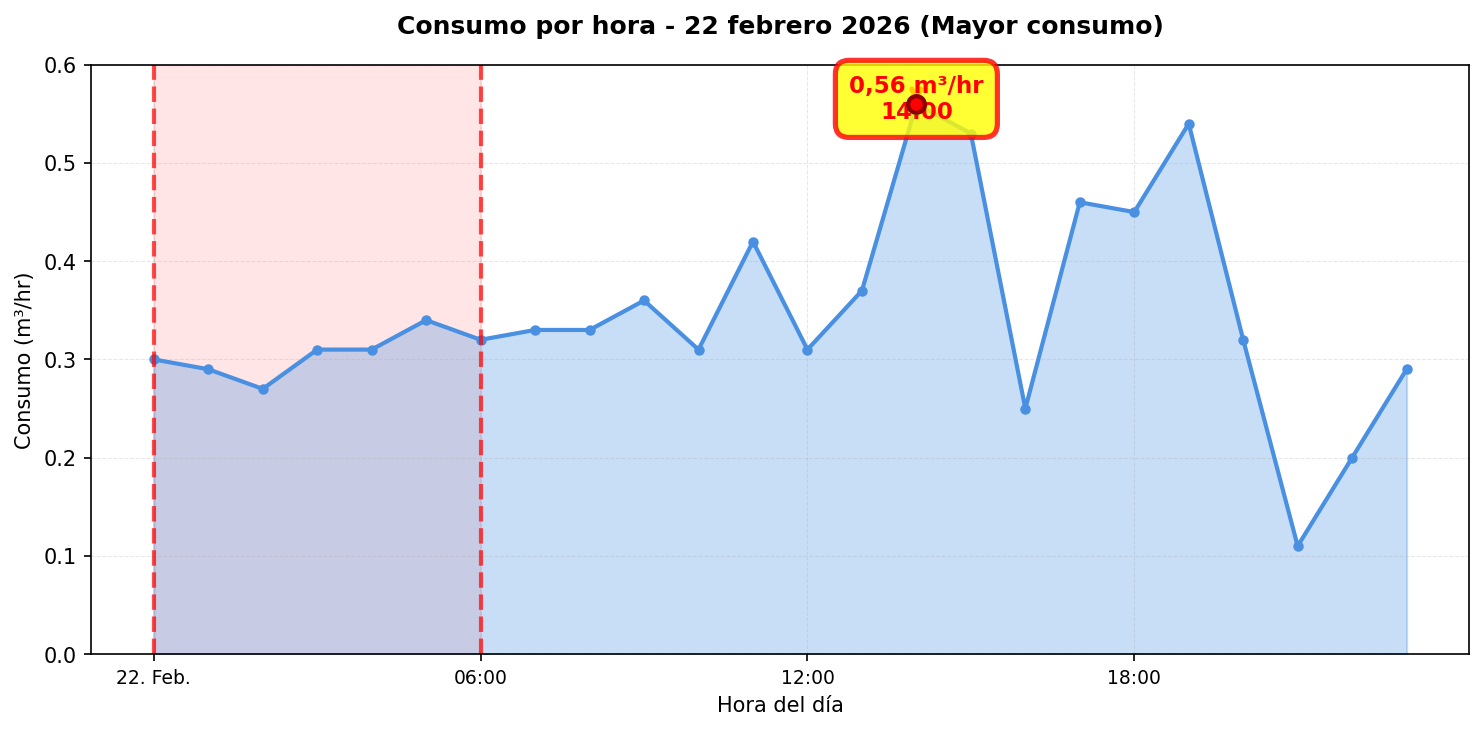 Consumo por hora - 22 febrero 2026 (Mayor consumo)
0,56 m³/hr
14:00
Consumo (m³/hr)
0.6
0.5
0.4
0.3
0.2
0.1
0.0
22. Feb.
06:00
12:00
18:00
Hora del día